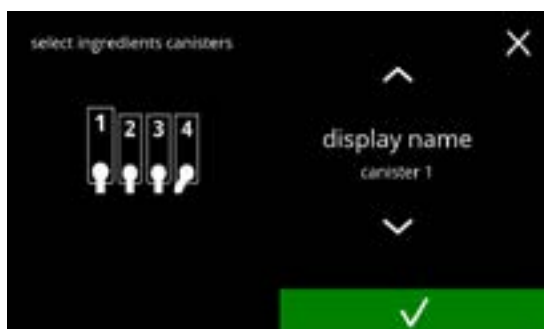 select ingredients canisters
1 2 3 4
display name
canister 1